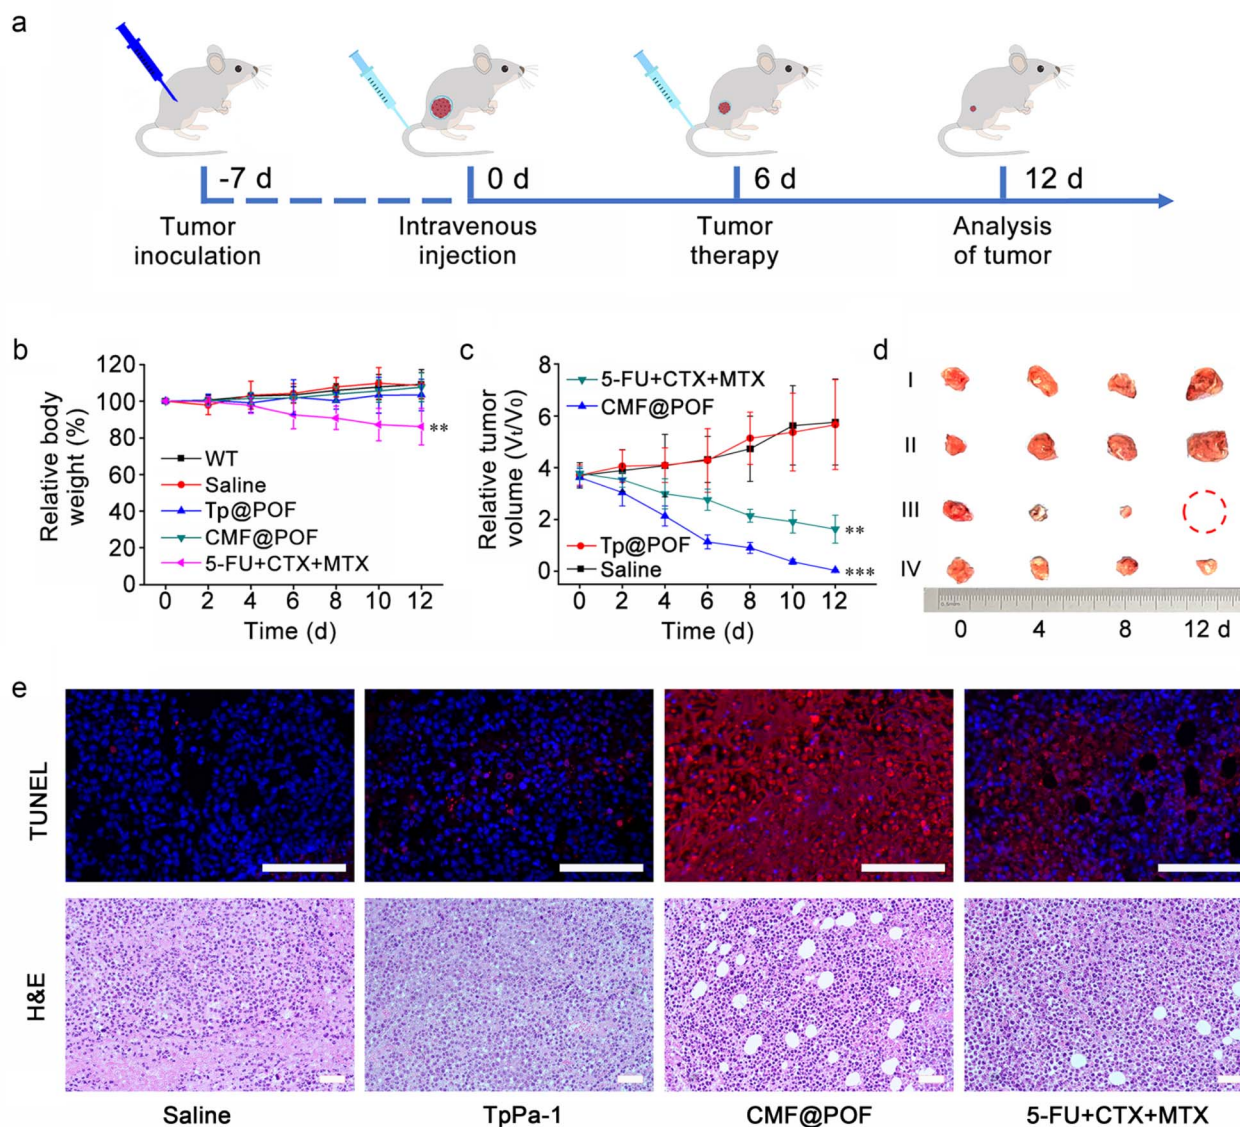 a
-7 d
0 d
6 d
12 d
Tumor
inoculation
Intravenous
injection
Tumor
therapy
Analysis
of tumor
b
Relative body
weight (%)
120
100
80
60
40
20
0
WT
Saline
Tp@POF
CMF@POF
5-FU+CTX+MTX
**
0 2 4 6 8 10 12
Time (d)
c
Relative tumor
volume (Vt/V0)
8
6
4
2
0
5-FU+CTX+MTX
CMF@POF
Tp@POF
Saline
**
***
0 2 4 6 8 10 12
Time (d)
d
I
II
III
IV
0.5mm
0 4 8 12 d
e
TUNEL
H&E
Saline
TpPa-1
CMF@POF
5-FU+CTX+MTX